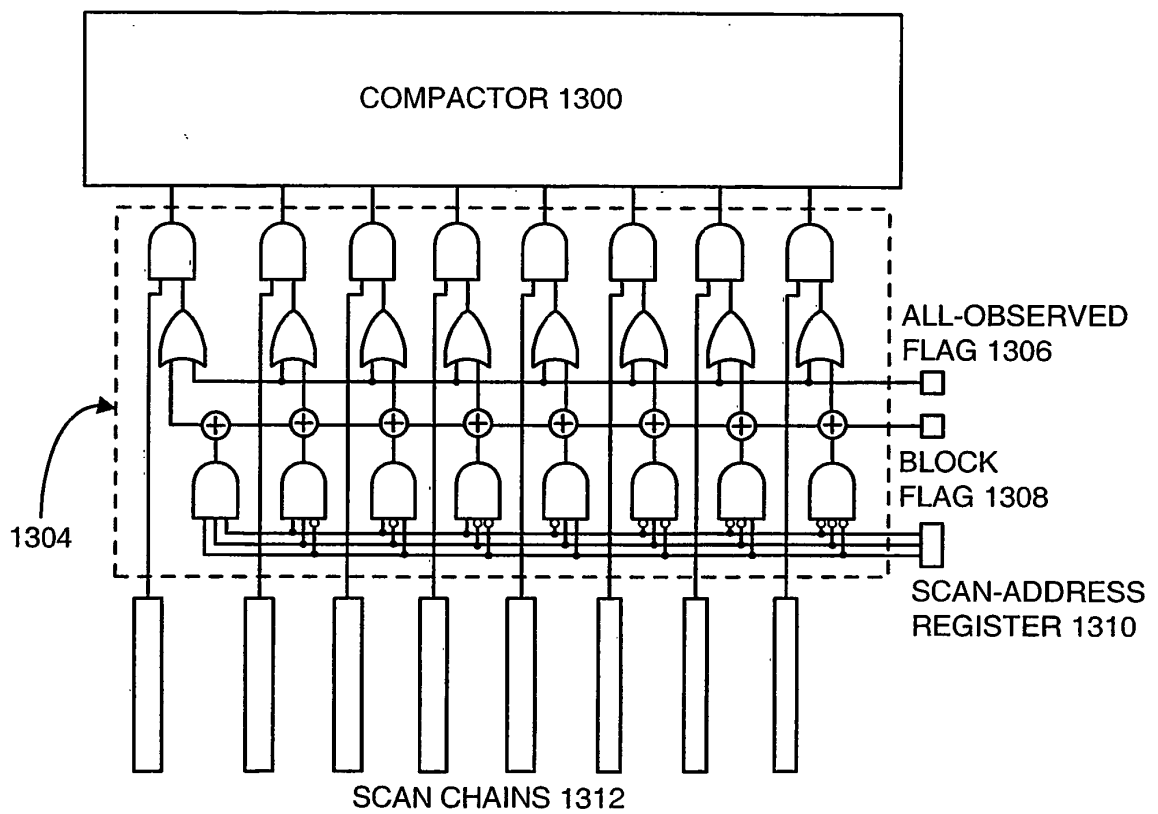 COMPACTOR 1300
ALL-OBSERVED
FLAG 1306
BLOCK
FLAG 1308
1304
SCAN-ADDRESS
REGISTER 1310
SCAN CHAINS 1312